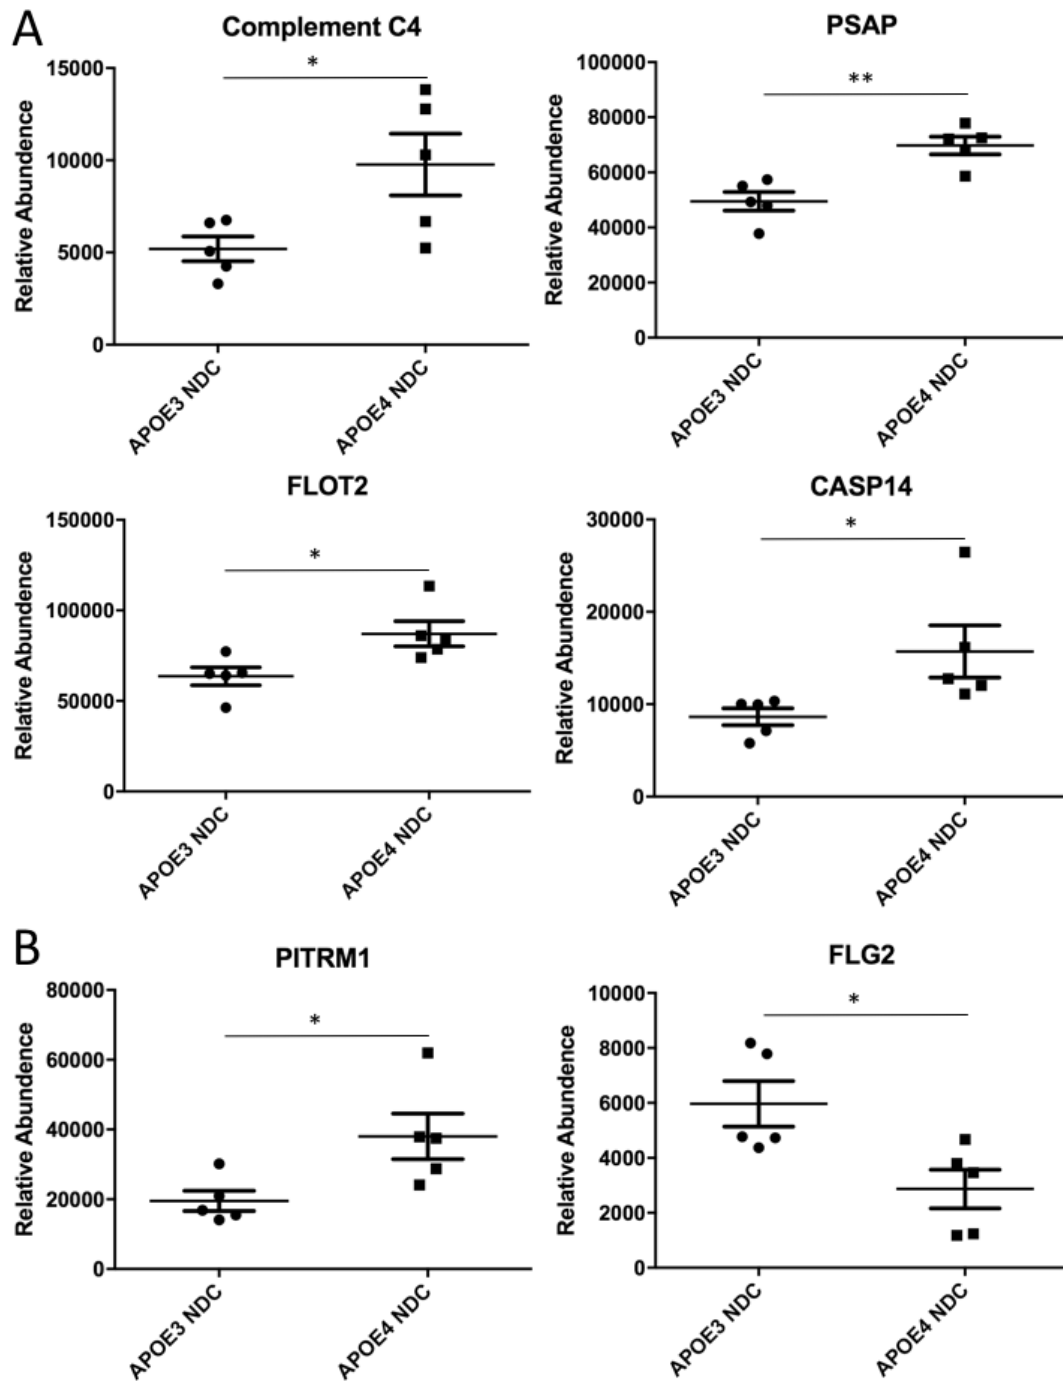 A
Complement C4
*
15000
10000
5000
0
Relative Abundence
APOE3 NDC
APOE4 NDC
PSAP
**
100000
80000
60000
40000
20000
0
Relative Abundence
APOE3 NDC
APOE4 NDC
FLOT2
*
150000
100000
50000
0
Relative Abundence
APOE3 NDC
APOE4 NDC
CASP14
*
30000
20000
10000
0
Relative Abundence
APOE3 NDC
APOE4 NDC
B
PITRM1
*
80000
60000
40000
20000
0
Relative Abundence
APOE3 NDC
APOE4 NDC
FLG2
*
10000
8000
6000
4000
2000
0
Relative Abundence
APOE3 NDC
APOE4 NDC